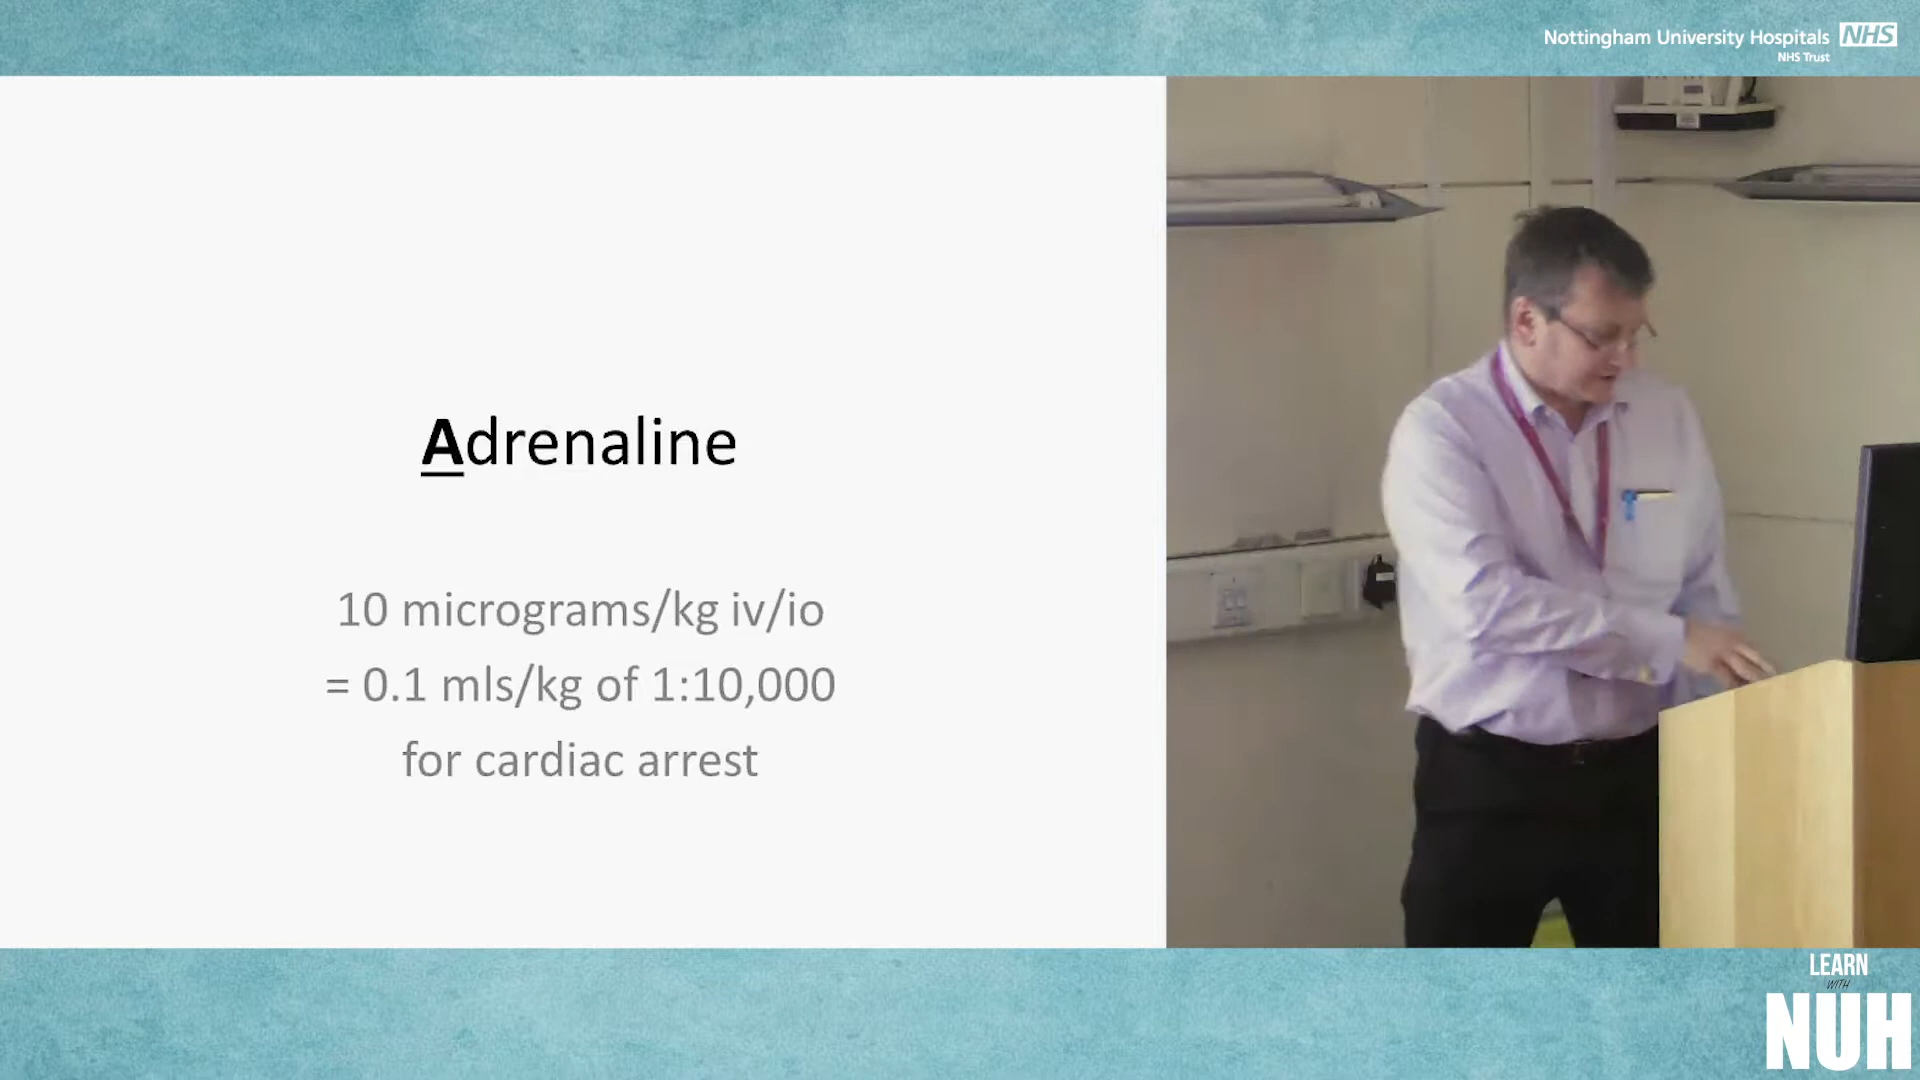 Nottingham University Hospitals NHS
NHS Trust
Adrenaline
10 micrograms/kg iv/io
= 0.1 mls/kg of 1:10,000
for cardiac arrest
LEARN
WITH
NUH